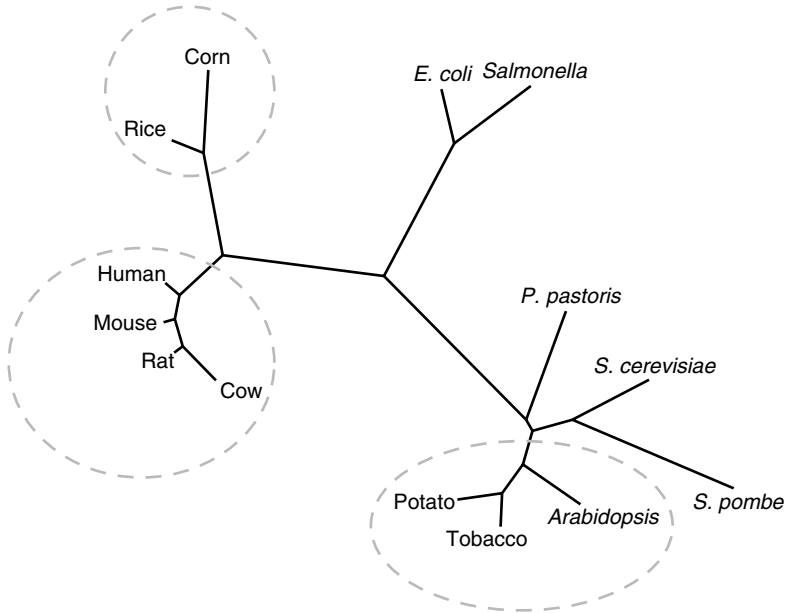 Corn
E. coli Salmonella
Rice
Human
P. pastoris
Mouse
Rat
S. cerevisiae
Cow
Potato
Arabidopsis
S. pombe
Tobacco